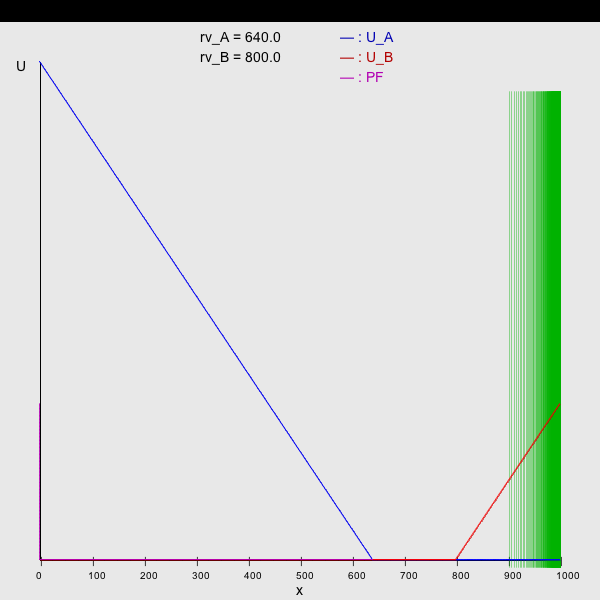 rv_A = 640.0 — : U_A
rv_B = 800.0 — : U_B
— : PF
U
0 100 200 300 400 500 600 700 800 900 1000
x